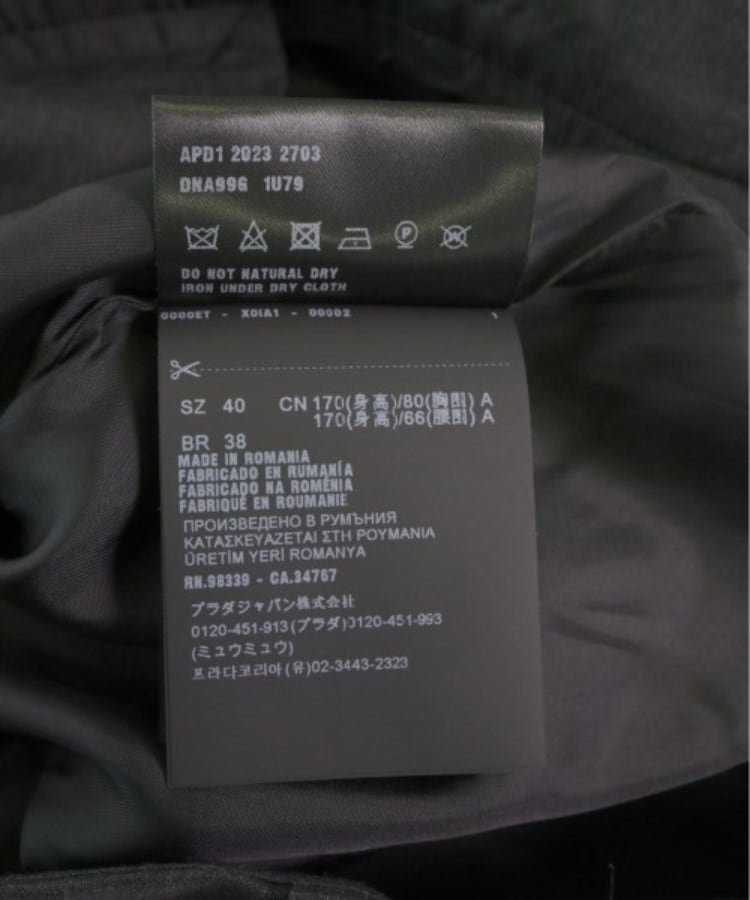 APD1 2023 2703
DNA99G 1U79
DO NOT NATURAL DRY
IRON UNDER DRY CLOTH
0000ET - X0IA1 - 00002 1
SZ 40 CN 170(身高)/80(胸围) A
170(身高)/66(腰围) A
BR 38
MADE IN ROMANIA
FABRICADO EN RUMANÍA
FABRICADO NA ROMÊNIA
FABRIQUÉ EN ROUMANIE
ПРОИЗВЕДЕНО В РУМЪНИЯ
ΚΑΤΑΣΚΕΥΑΖΕΤΑΙ ΣΤΗ ΡΟΥΜΑΝΙΑ
ÜRETİM YERİ ROMANYA
RN.98339 - CA.34767
プラダジャパン株式会社
0120-451-913(プラダ)0120-451-993
(ミュウミュウ)
프라다코리아(유)02-3443-2323